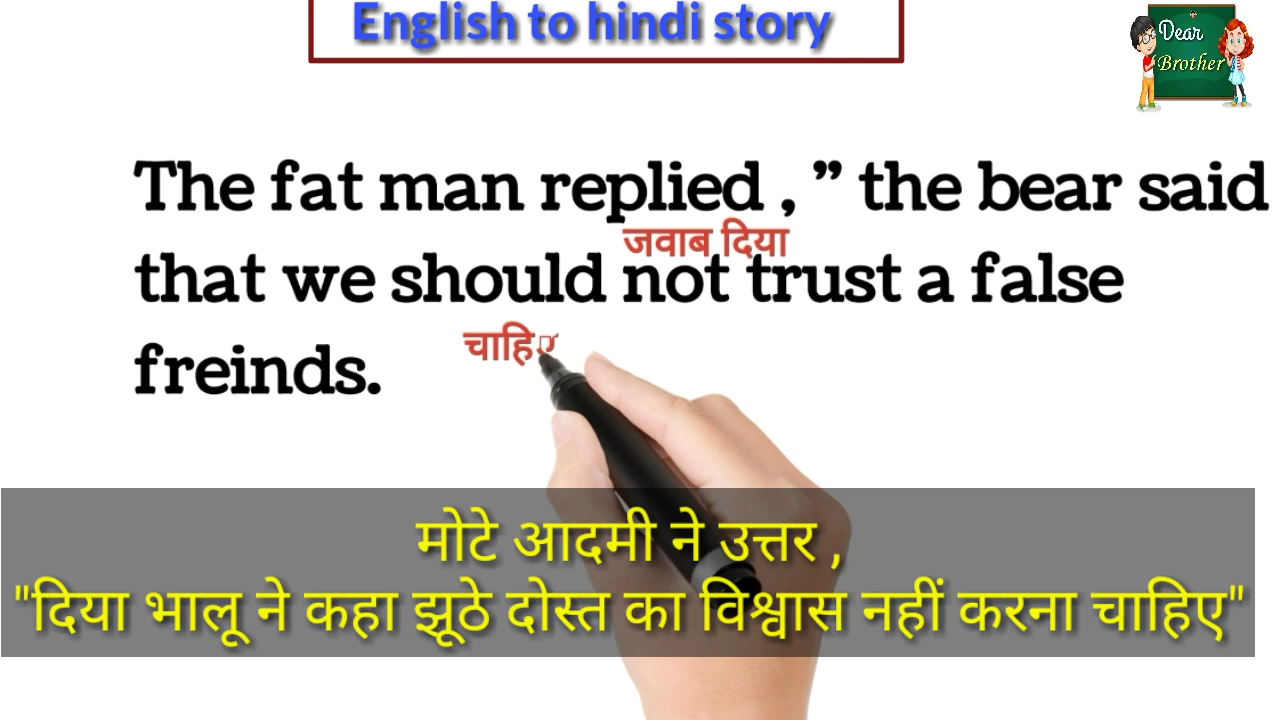 English to hindi story
Dear
Brother
The fat man replied , ” the bear said
जवाब दिया
that we should not trust a false
चाहिए
freinds.
मोटे आदमी ने उत्तर ,
"दिया भालू ने कहा झूठे दोस्त का विश्वास नहीं करना चाहिए"